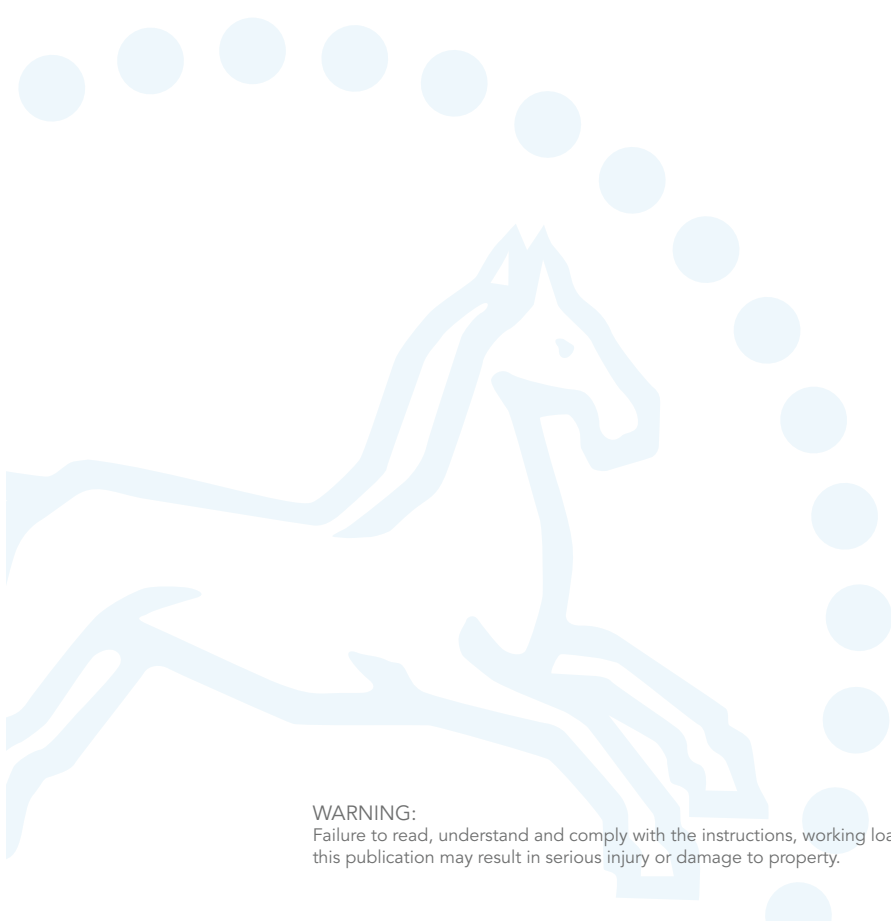 WARNING:
Failure to read, understand and comply with the instructions, working
this publication may result in serious injury or damage to property.